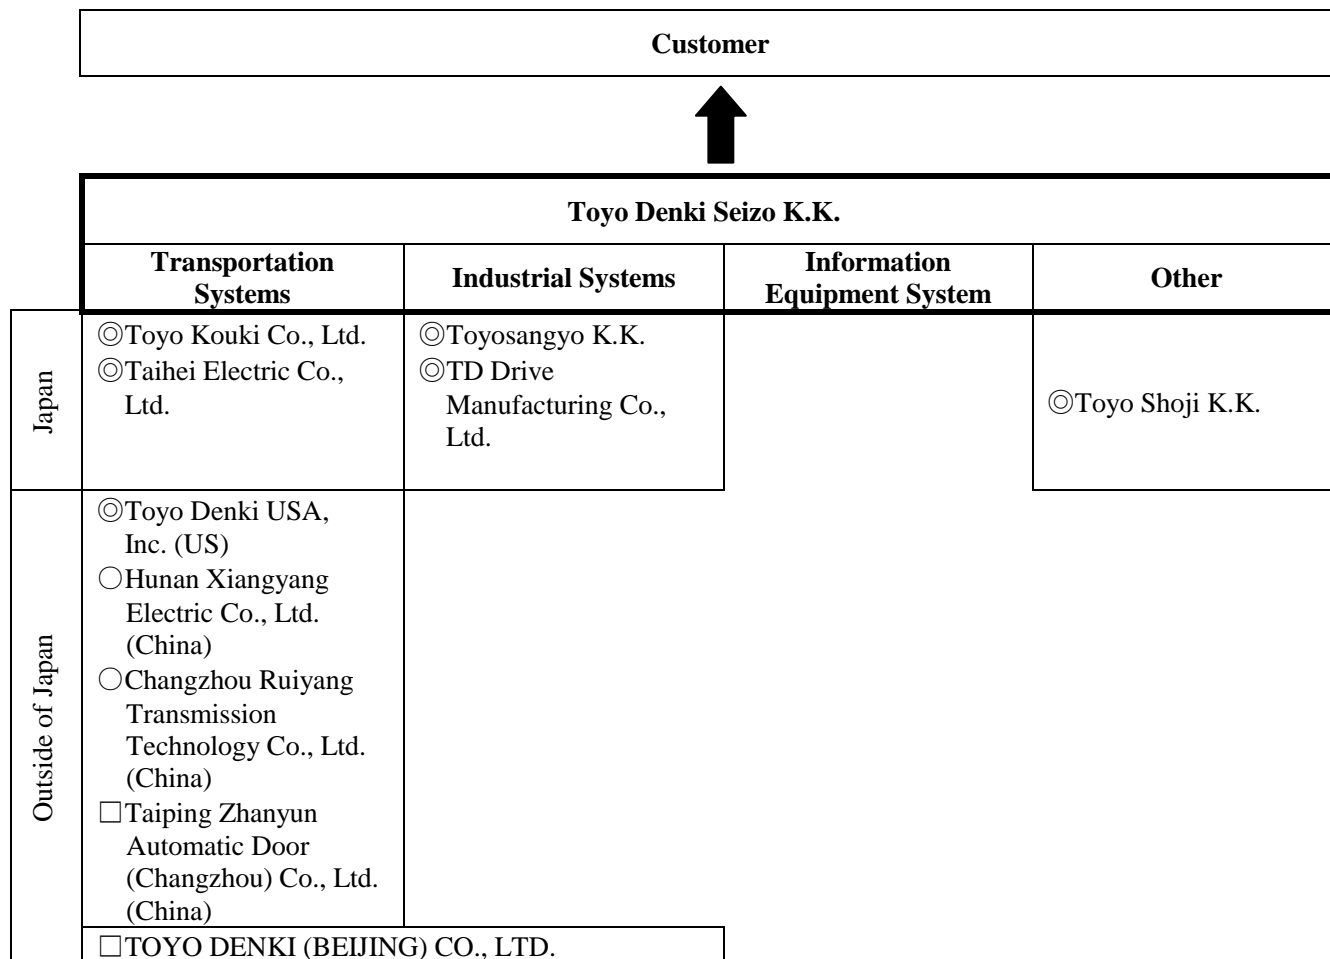 Customer
Toyo Denki Seizo K.K.
Transportation
Systems
Industrial Systems
Information
Equipment System
Other
Japan
◎Toyo Kouki Co., Ltd.
◎Taihei Electric Co.,
Ltd.
◎Toyosangyo K.K.
◎TD Drive
Manufacturing Co.,
Ltd.
◎Toyo Shoji K.K.
Outside of Japan
◎Toyo Denki USA,
Inc. (US)
○Hunan Xiangyang
Electric Co., Ltd.
(China)
○Changzhou Ruiyang
Transmission
Technology Co., Ltd.
(China)
□Taiping Zhanyun
Automatic Door
(Changzhou) Co., Ltd.
(China)
□TOYO DENKI (BEIJING) CO., LTD.